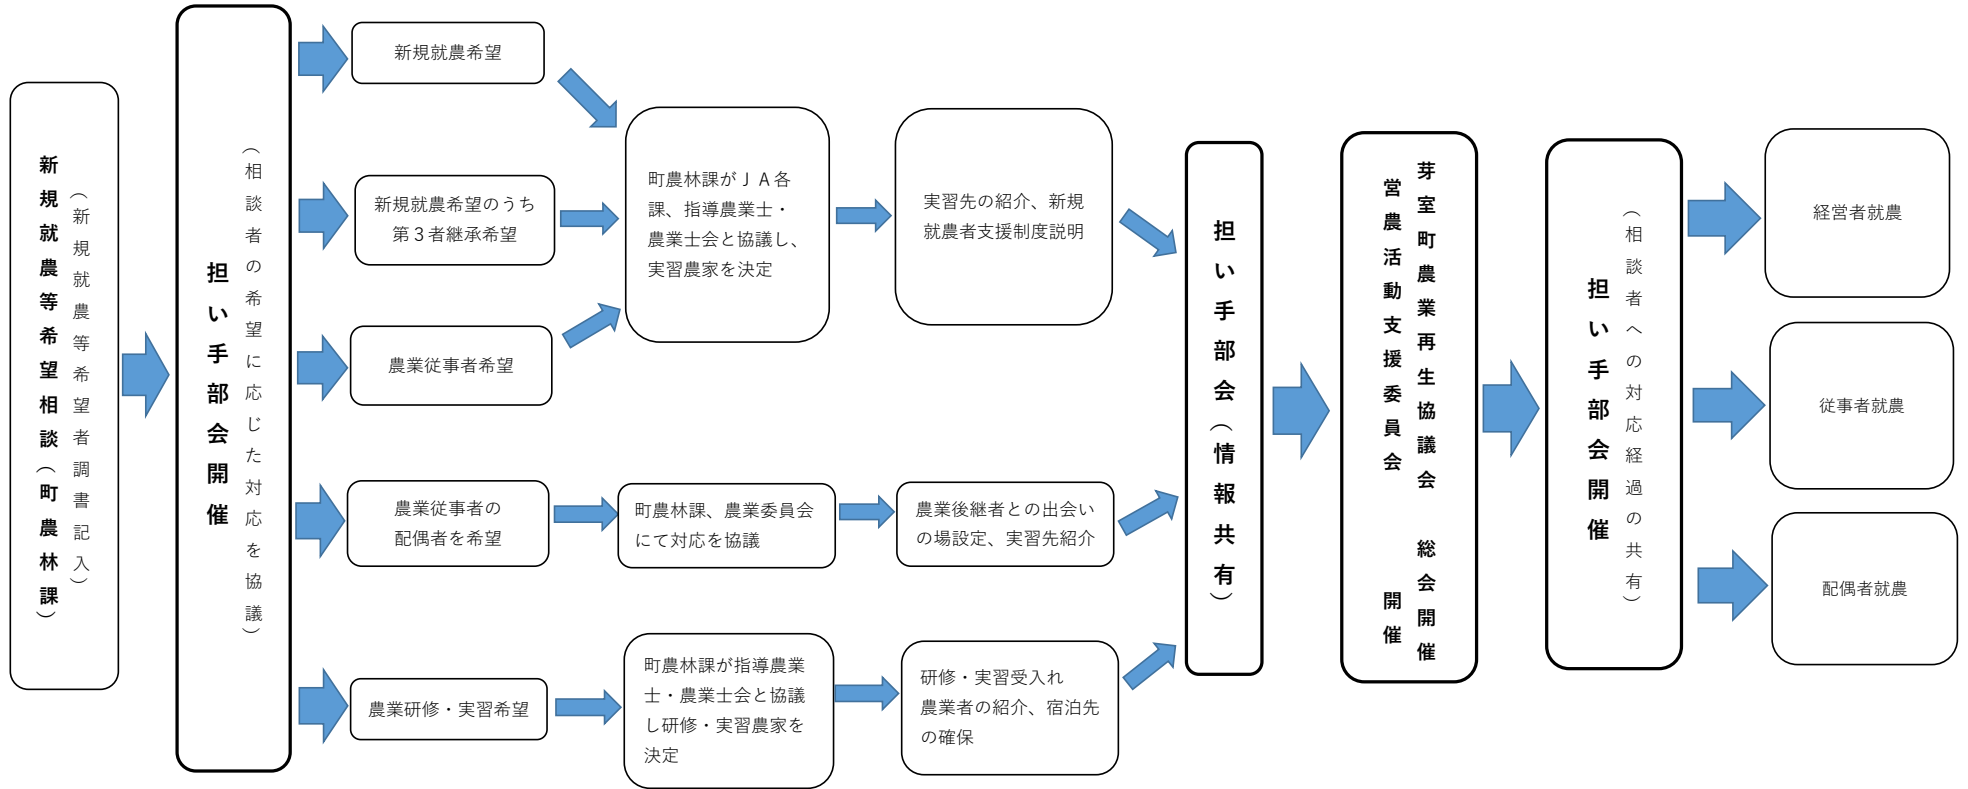 新規就農等希望相談(町農林課)
(新規就農等希望者調書記入)
担い手部会開催
(相談者の希望に応じた対応を協議)
新規就農希望
新規就農希望のうち
第3者継承希望
農業従事者希望
農業従事者の
配偶者を希望
農業研修・実習希望
町農林課がJA各
課、指導農業士・
農業士会と協議し、
実習農家を決定
町農林課、農業委員会
にて対応を協議
町農林課が指導農業
士・農業士会と協議
し研修・実習農家を
決定
実習先の紹介、新規
就農者支援制度説明
農業後継者との出会い
の場設定、実習先紹介
研修・実習受入れ
農業者の紹介、宿泊先
の確保
担い手部会(情報共有)
芽室町農業再生協議会 総会開催
営農活動支援委員会 開催
担い手部会開催
(相談者への対応経過の共有)
経営者就農
従事者就農
配偶者就農